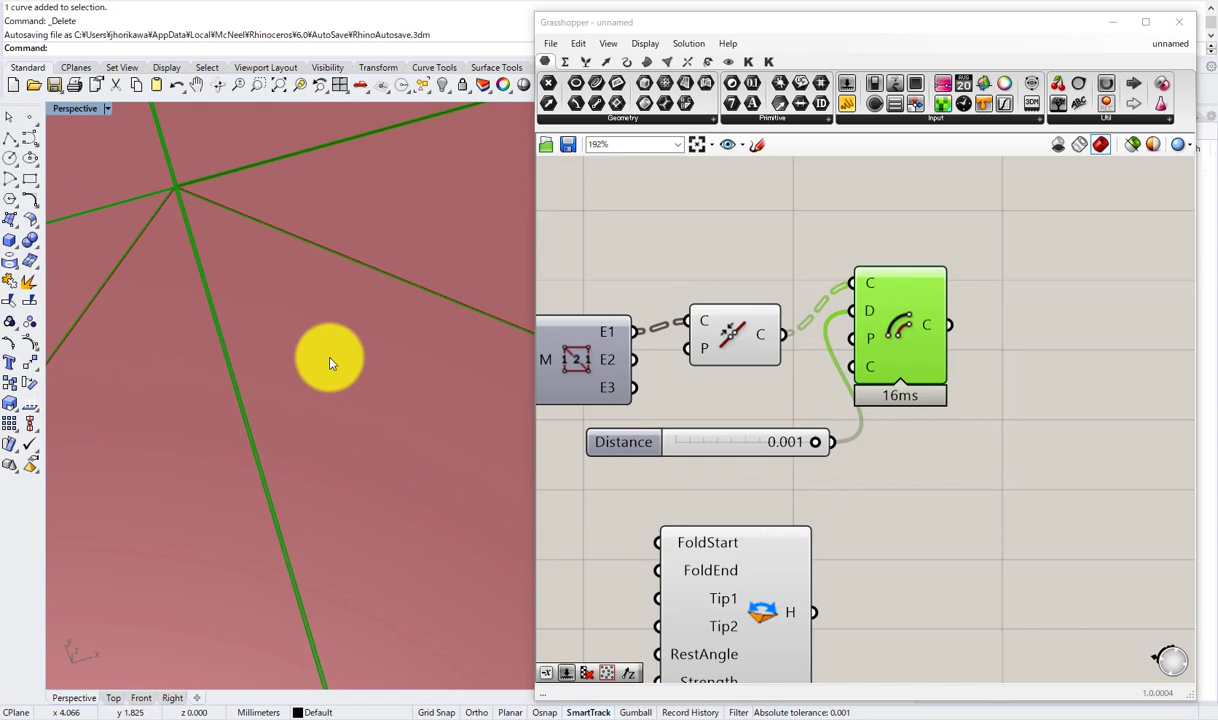 1 curve added to selection.
Command: _Delete
Autosaving file as C:¥Users¥jhorikawa¥AppData¥Local¥McNeel¥Rhinoceros¥6.0¥AutoSave¥RhinoAutosave.3dm
Command:
Standard CPlanes Set View Display Select Viewport Layout Visibility Transform Curve Tools Surface Tools
Perspective
Grasshopper - unnamed
File Edit View Display Solution Help unnamed
Geometry Primitive Input Util
192%
C
D
P
C
C
16ms
C
P
C
M
E1
E2
E3
Distance 0.001
FoldStart
FoldEnd
Tip1
Tip2
H
RestAngle
Strength
y
x
z
Perspective Top Front Right
... 1.0.0004
CPlane x 4.066 y 1.825 z 0.000 Millimeters Default Grid Snap Ortho Planar Osnap SmartTrack Gumball Record History Filter Absolute tolerance: 0.001